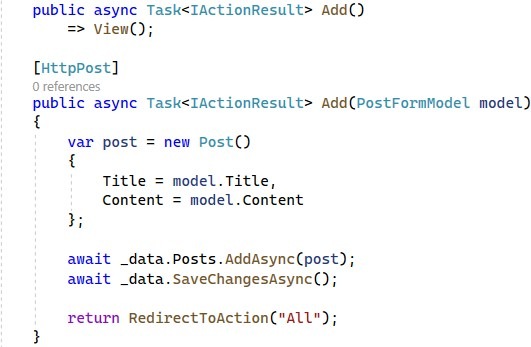 public async Task<IActionResult> Add()
=> View();
[HttpPost]
0 references
public async Task<IActionResult> Add(PostFormModel model)
{
var post = new Post()
{
Title = model.Title,
Content = model.Content
};
await _data.Posts.AddAsync(post);
await _data.SaveChangesAsync();
return RedirectToAction("All");
}